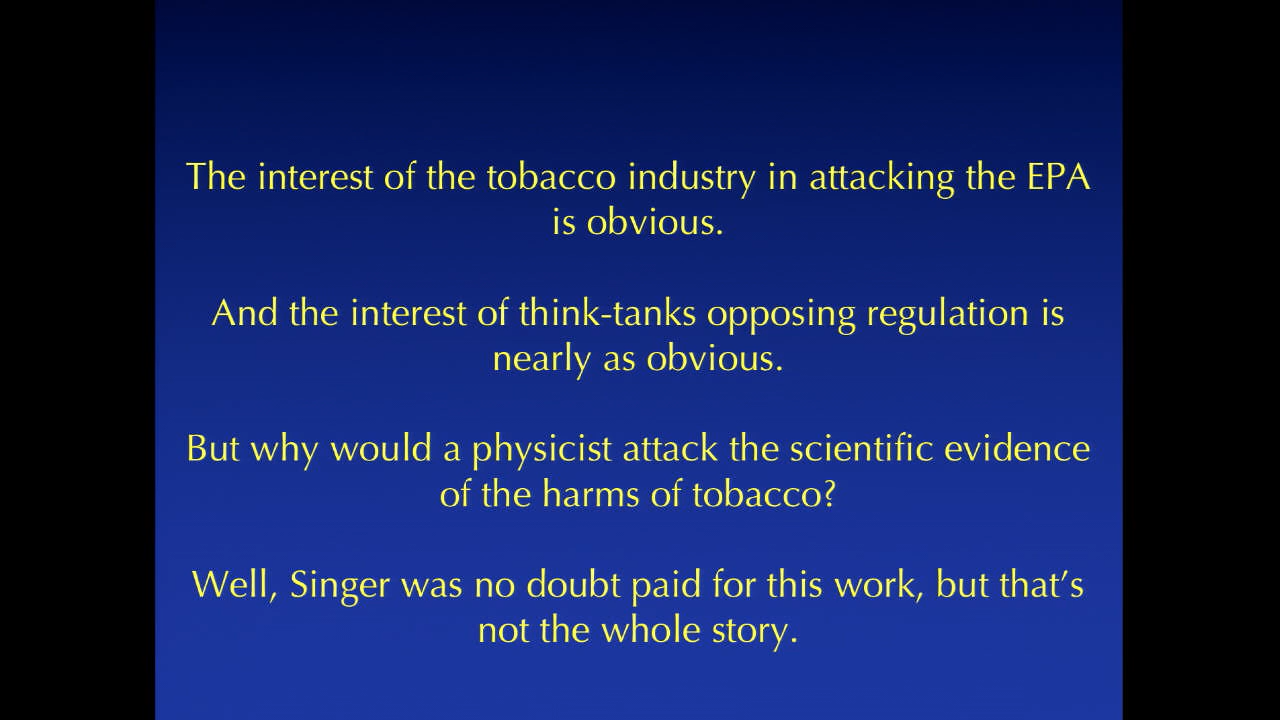 The interest of the tobacco industry in attacking the EPA
is obvious.
And the interest of think-tanks opposing regulation is
nearly as obvious.
But why would a physicist attack the scientific evidence
of the harms of tobacco?
Well, Singer was no doubt paid for this work, but that’s
not the whole story.